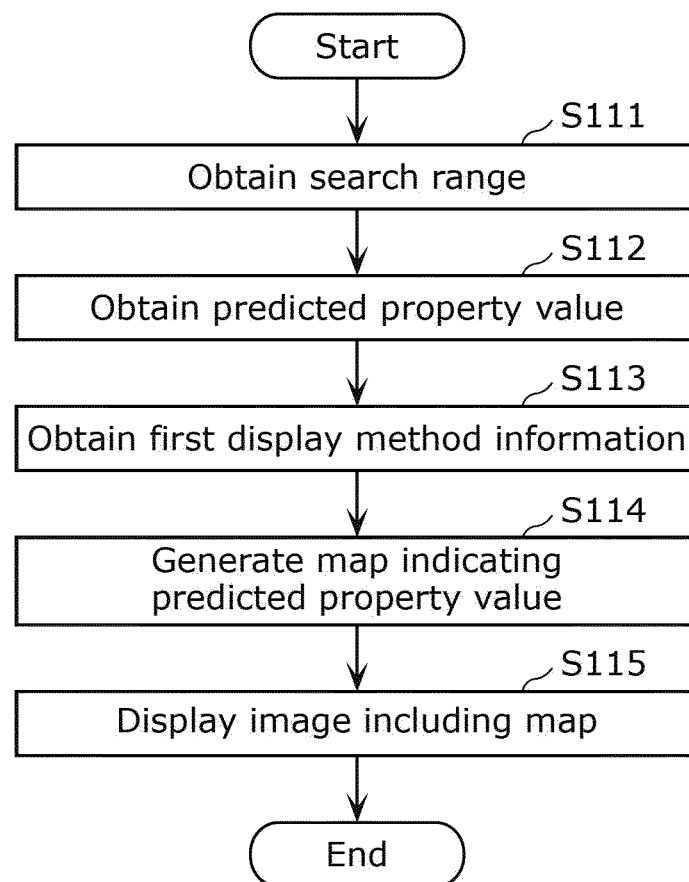 Start
S111
Obtain search range
S112
Obtain predicted property value
S113
Obtain first display method information
S114
Generate map indicating
predicted property value
S115
Display image including map
End